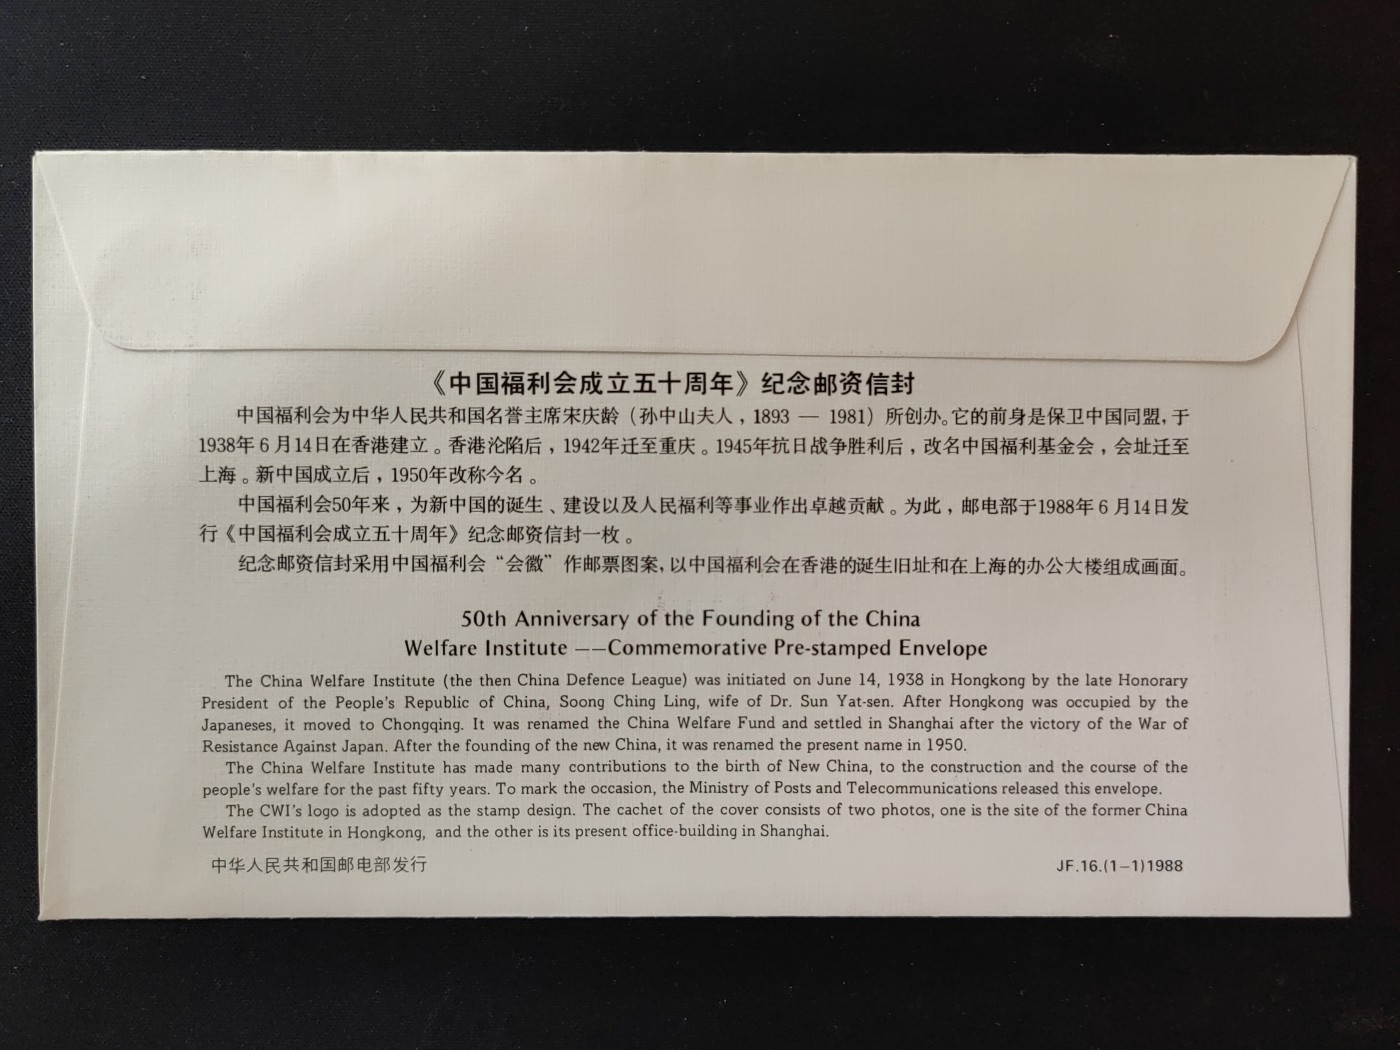 《中国福利会成立五十周年》纪念邮资信封
中国福利会为中华人民共和国名誉主席宋庆龄（孙中山夫人，1893 — 1981）所创办。它的前身是保卫中国同盟，于
1938年6月14日在香港建立。香港沦陷后，1942年迁至重庆。1945年抗日战争胜利后，改名中国福利基金会，会址迁至
上海。新中国成立后，1950年改称今名。
中国福利会50年来，为新中国的诞生、建设以及人民福利等事业作出卓越贡献。为此，邮电部于1988年6月14日发
行《中国福利会成立五十周年》纪念邮资信封一枚。
纪念邮资信封采用中国福利会“会徽”作邮票图案，以中国福利会在香港的诞生旧址和在上海的办公大楼组成画面。
50th Anniversary of the Founding of the China
Welfare Institute ——Commemorative Pre-stamped Envelope
The China Welfare Institute (the then China Defence League) was initiated on June 14, 1938 in Hongkong by the late Honorary
President of the People's Republic of China, Soong Ching Ling, wife of Dr. Sun Yat-sen. After Hongkong was occupied by the
Japaneses, it moved to Chongqing. It was renamed the China Welfare Fund and settled in Shanghai after the victory of the War of
Resistance Against Japan. After the founding of the new China, it was renamed the present name in 1950.
The China Welfare Institute has made many contributions to the birth of New China, to the construction and the course of the
people's welfare for the past fifty years. To mark the occasion, the Ministry of Posts and Telecommunications released this envelope.
The CWI's logo is adopted as the stamp design. The cachet of the cover consists of two photos, one is the site of the former China
Welfare Institute in Hongkong, and the other is its present office-building in Shanghai.
中华人民共和国邮电部发行
JF.16.(1–1)1988